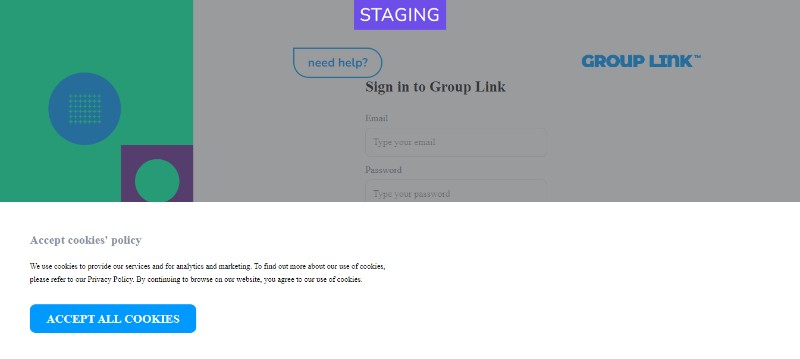 STAGING
need help?
GROUP LINK™
Sign in to Group Link
Email
Type your email
Password
Type your password
Accept cookies' policy
We use cookies to provide our services and for analytics and marketing. To find out more about our use of cookies,
please refer to our Privacy Policy. By continuing to browse on our website, you agree to our use of cookies.
ACCEPT ALL COOKIES